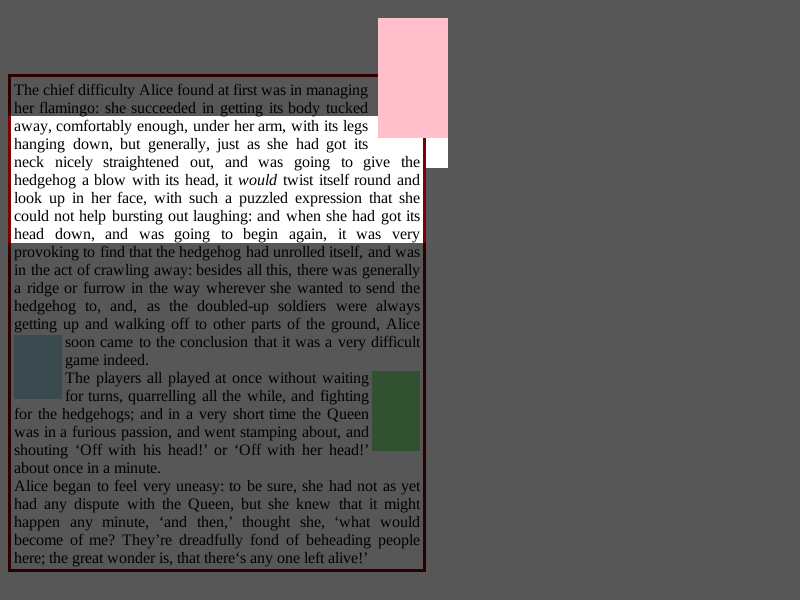 The chief difficulty Alice found at first was in managing
her flamingo: she succeeded in getting its body tucked
away, comfortably enough, under her arm, with its legs
hanging down, but generally, just as she had got its
neck nicely straightened out, and was going to give the
hedgehog a blow with its head, it would twist itself round and
look up in her face, with such a puzzled expression that she
could not help bursting out laughing: and when she had got its
head down, and was going to begin again, it was very
provoking to find that the hedgehog had unrolled itself, and was
in the act of crawling away: besides all this, there was generally
a ridge or furrow in the way wherever she wanted to send the
hedgehog to, and, as the doubled-up soldiers were always
getting up and walking off to other parts of the ground, Alice
soon came to the conclusion that it was a very difficult
game indeed.
The players all played at once without waiting
for turns, quarrelling all the while, and fighting
for the hedgehogs; and in a very short time the Queen
was in a furious passion, and went stamping about, and
shouting ‘Off with his head!’ or ‘Off with her head!’
about once in a minute.
Alice began to feel very uneasy: to be sure, she had not as yet
had any dispute with the Queen, but she knew that it might
happen any minute, ‘and then,’ thought she, ‘what would
become of me? They’re dreadfully fond of beheading people
here; the great wonder is, that there‘s any one left alive!’